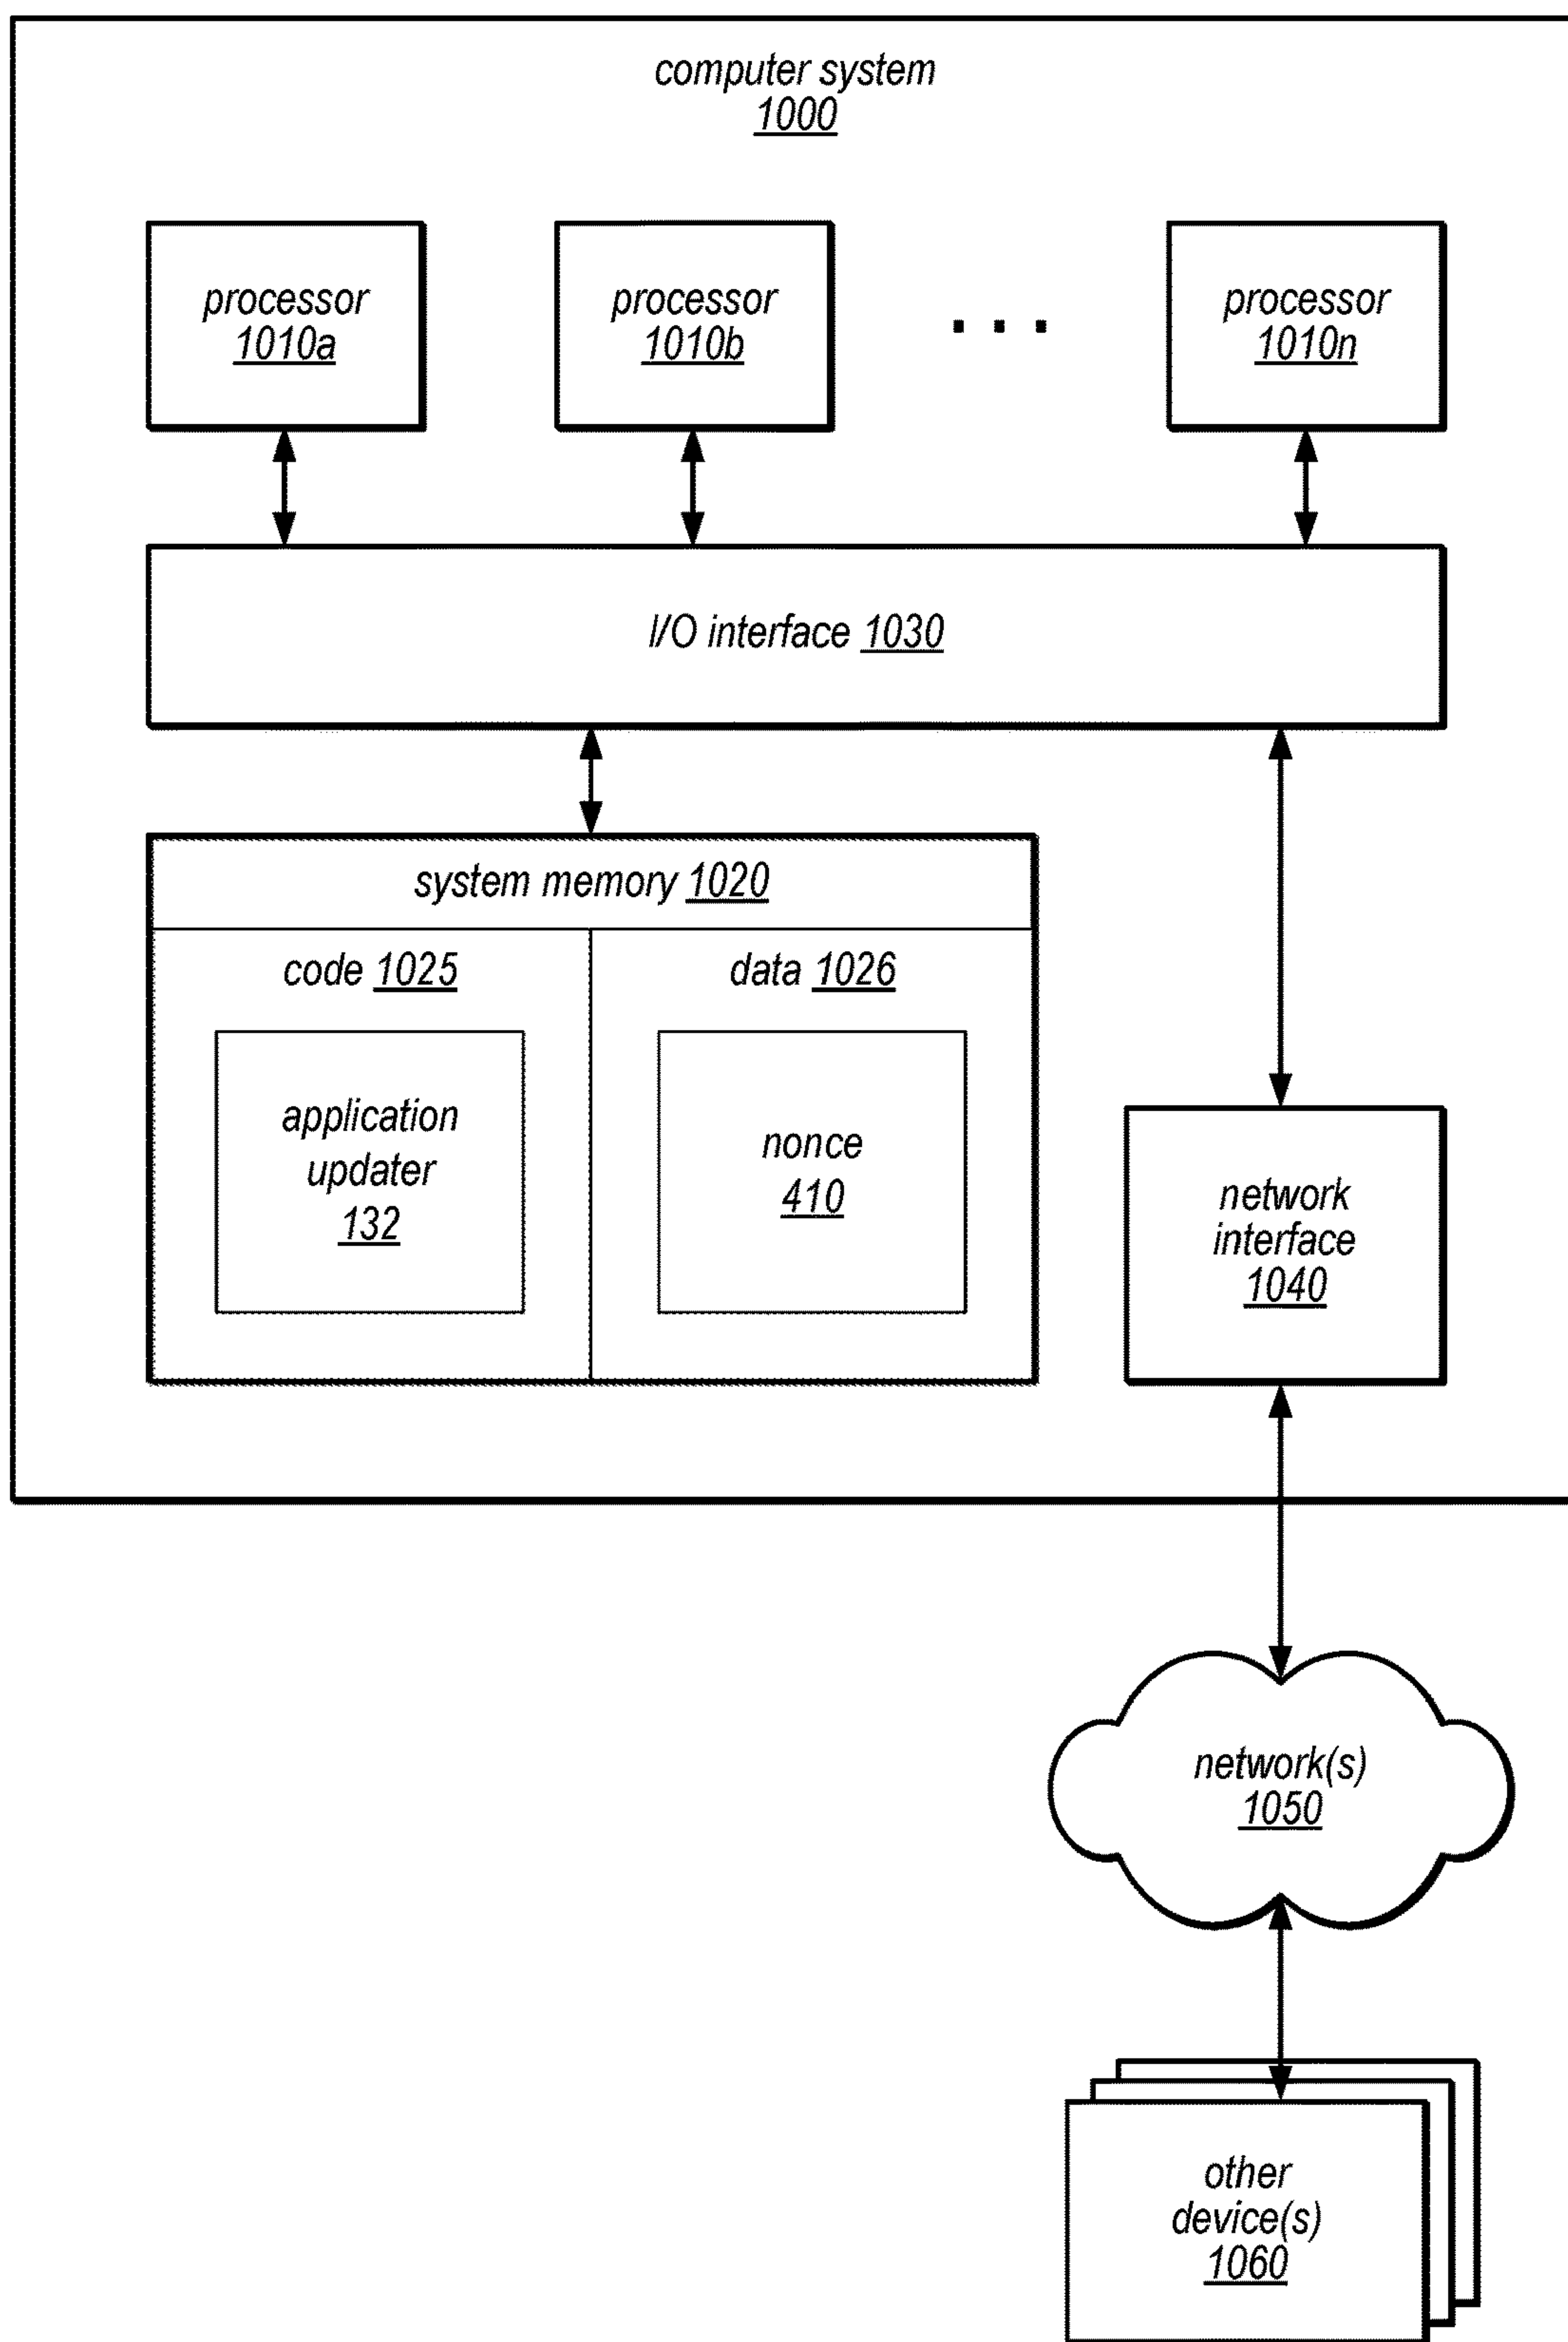 computer system
1000
processor
1010a
processor
1010b
. . .
processor
1010n
I/O interface 1030
system memory 1020
code 1025
data 1026
application
updater
132
nonce
410
network
interface
1040
network(s)
1050
other
device(s)
1060